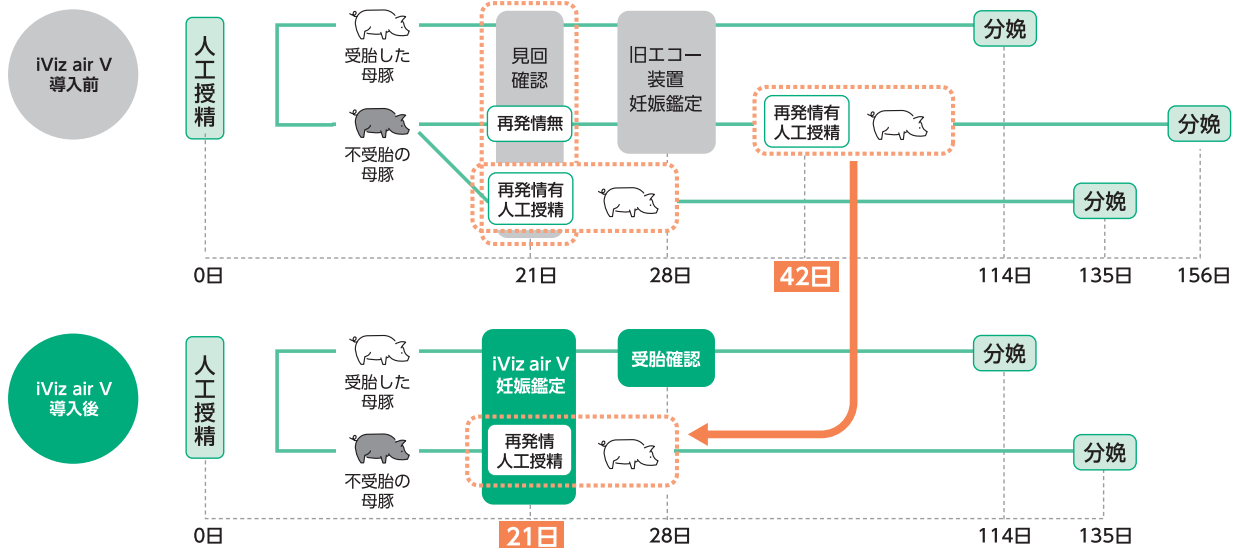 iViz air V
導入前
人工授精
受胎した
母豚
不受胎の
母豚
見回
確認
再発情無
再発情有
人工授精
旧エコー
装置
妊娠鑑定
再発情有
人工授精
分娩
分娩
分娩
0日
21日
28日
42日
114日
135日
156日
iViz air V
導入後
人工授精
受胎した
母豚
不受胎の
母豚
iViz air V
妊娠鑑定
再発情
人工授精
受胎確認
分娩
分娩
0日
21日
28日
114日
135日